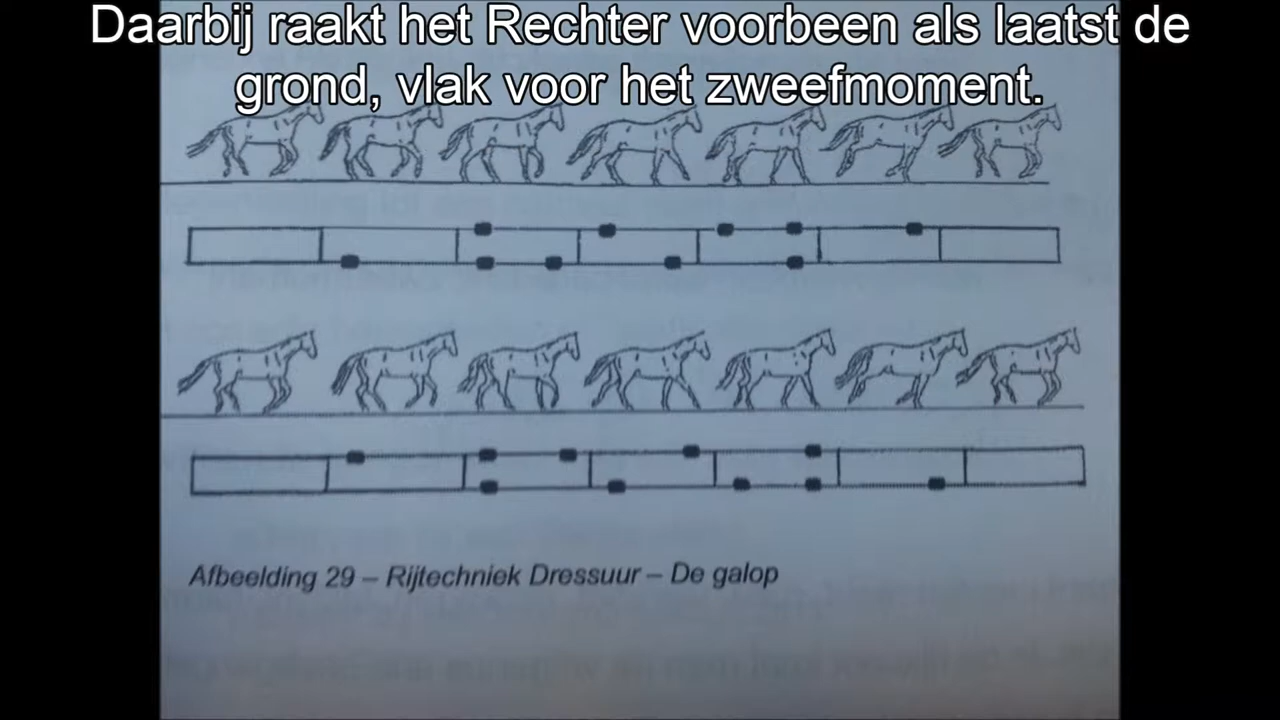 Daarbij raakt het Rechter voorbeen als laatst de
grond, vlak voor het zweefmoment.
Afbeelding 29 – Rijtechniek Dressuur – De galop